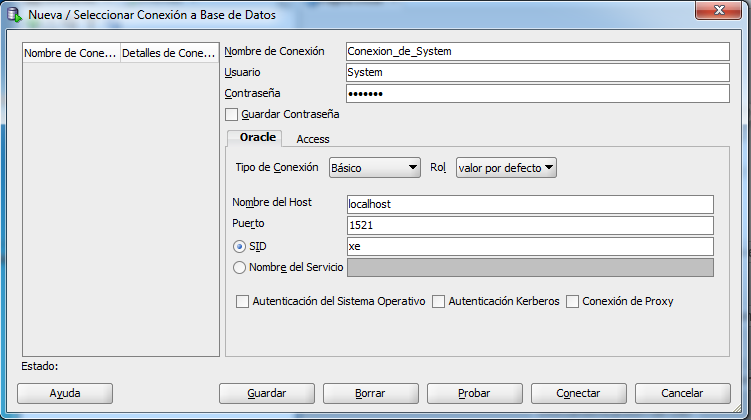 Nueva / Seleccionar Conexión a Base de Datos
Nombre de Cone... Detalles de Cone...
Nombre de Conexión Conexion_de_System
Usuario System
Contraseña •••••••
Guardar Contraseña
Oracle Access
Tipo de Conexión Básico Rol valor por defecto
Nombre del Host localhost
Puerto 1521
SID xe
Nombre del Servicio
Autenticación del Sistema Operativo Autenticación Kerberos Conexión de Proxy
Estado:
Ayuda Guardar Borrar Probar Conectar Cancelar